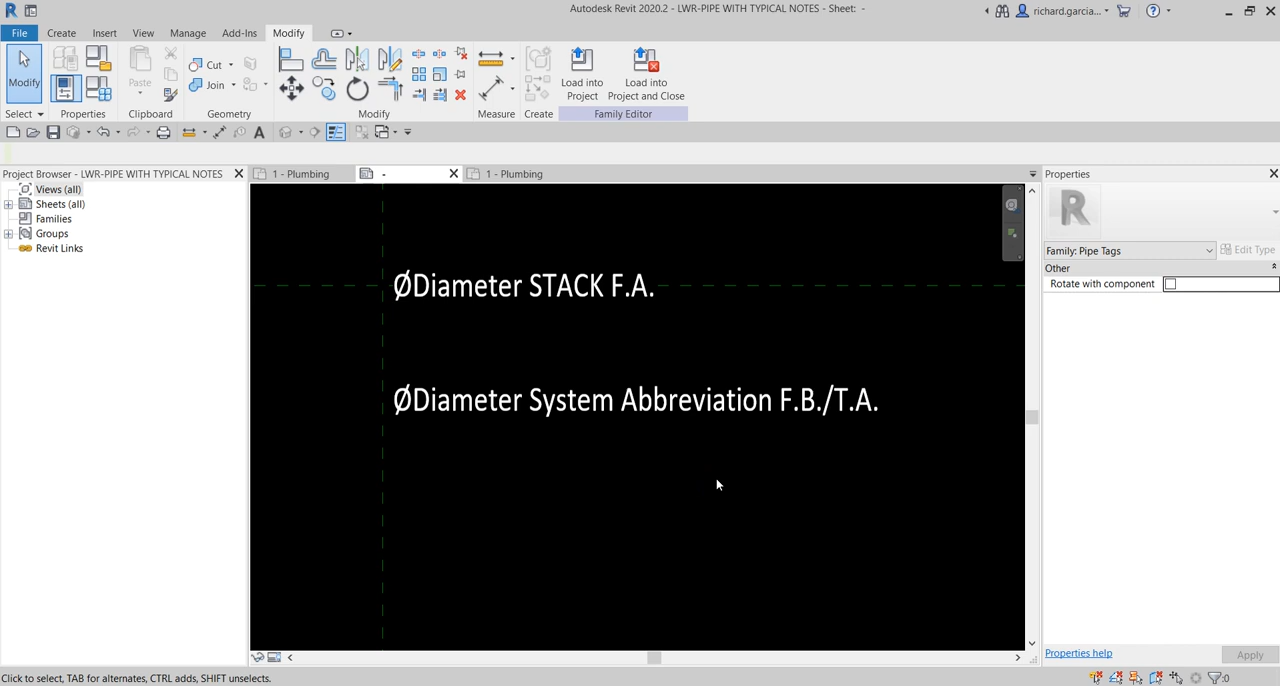 Autodesk Revit 2020.2 - LWR-PIPE WITH TYPICAL NOTES - Sheet: -
richard.garcia...
File Create Insert View Manage Add-Ins Modify
Modify
Paste
Cut
Join
Load into Project
Load into Project and Close
Select Properties Clipboard Geometry Modify Measure Create Family Editor
Project Browser - LWR-PIPE WITH TYPICAL NOTES
1 - Plumbing
-
1 - Plumbing
Properties
Views (all)
Sheets (all)
Families
Groups
Revit Links
ØDiameter STACK F.A.
ØDiameter System Abbreviation F.B./T.A.
R
Family: Pipe Tags
Edit Type
Other
Rotate with component
Properties help
Apply
Click to select, TAB for alternates, CTRL adds, SHIFT unselects.
:0